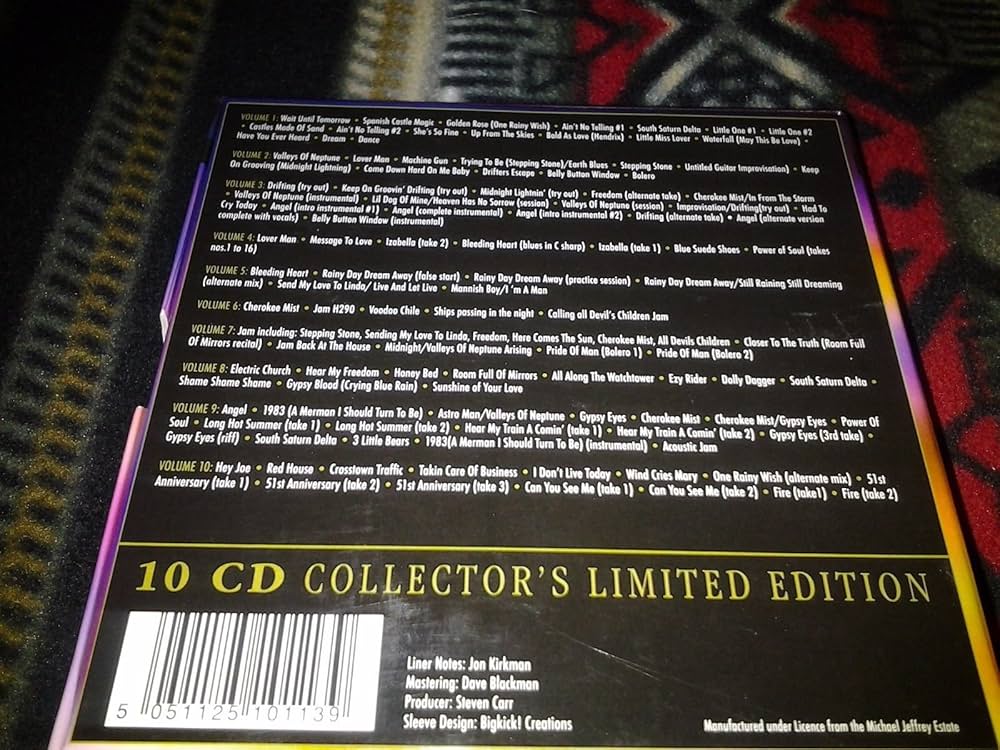 VOLUME 1: Wait Until Tomorrow • Spanish Castle Magic • Golden Rose (One Rainy Wish) • Ain't No Telling #1 • South Saturn Delta • Little One #1 • Little One #2
• Castles Made Of Sand • Ain't No Telling #2 • She's So Fine • Up From The Skies • Bold As Love (Hendrix) • Little Miss Lover • Waterfall (May This Be Love) •
Have You Ever Heard • Dream • Dance
VOLUME 2: Valleys Of Neptune • Lover Man • Machine Gun • Trying To Be (Stepping Stone)/Earth Blues • Stepping Stone • Untitled Guitar Improvisation) • Keep
On Grooving (Midnight Lightning) • Come Down Hard On Me Baby • Drifters Escape • Belly Button Window • Bolero
VOLUME 3: Drifting (try out) • Keep On Groovin' Drifting (try out) • Midnight Lightnin' (try out) • Freedom (alternate take) • Cherokee Mist/In From The Storm
• Valleys Of Neptune (instrumental) • Lil Dog Of Mine/Heaven Has No Sorrow (session) • Valleys Of Neptune (session) • Improvisation/Drifting(try out) • Had To
Cry Today • Angel (intro instrumental #1) • Angel (complete instrumental) • Angel (intro instrumental #2) • Drifting (alternate take) • Angel (alternate version
complete with vocals) • Belly Button Window (instrumental)
VOLUME 4: Lover Man • Message To Love • Izabella (take 2) • Bleeding Heart (blues in C sharp) • Izabella (take 1) • Blue Suede Shoes • Power of Soul (takes
nos.1 to 16)
VOLUME 5: Bleeding Heart • Rainy Day Dream Away (false start) • Rainy Day Dream Away (practice session) • Rainy Day Dream Away/Still Raining Still Dreaming
(alternate mix) • Send My Love To Linda/ Live And Let Live • Mannish Boy/I 'm A Man
VOLUME 6: Cherokee Mist • Jam H290 • Voodoo Chile • Ships passing in the night • Calling all Devil's Children Jam
VOLUME 7: Jam including: Stepping Stone, Sending My Love To Linda, Freedom, Here Comes The Sun, Cherokee Mist, All Devils Children • Closer To The Truth (Room Full
Of Mirrors recital) • Jam Back At The House • Midnight/Valleys Of Neptune Arising • Pride Of Man (Bolero 1) • Pride Of Man (Bolero 2)
VOLUME 8: Electric Church • Hear My Freedom • Honey Bed • Room Full Of Mirrors • All Along The Watchtower • Ezy Rider • Dolly Dagger • South Saturn Delta •
Shame Shame Shame • Gypsy Blood (Crying Blue Rain) • Sunshine of Your Love
VOLUME 9: Angel • 1983 (A Merman I Should Turn To Be) • Astro Man/Valleys Of Neptune • Gypsy Eyes • Cherokee Mist • Cherokee Mist/Gypsy Eyes • Power Of
Soul • Long Hot Summer (take 1) • Long Hot Summer (take 2) • Hear My Train A Comin' (take 1) • Hear My Train A Comin' (take 2) • Gypsy Eyes (3rd take) •
Gypsy Eyes (riff) • South Saturn Delta • 3 Little Bears • 1983(A Merman I Should Turn To Be) (instrumental) • Acoustic Jam
VOLUME 10: Hey Joe • Red House • Crosstown Traffic • Takin Care Of Business • I Don't Live Today • Wind Cries Mary • One Rainy Wish (alternate mix) • 51st
Anniversary (take 1) • 51st Anniversary (take 2) • 51st Anniversary (take 3) • Can You See Me (take 1) • Can You See Me (take 2) • Fire (take1) • Fire (take 2)
10 CD COLLECTOR'S LIMITED EDITION
Liner Notes: Jon Kirkman
Mastering: Dave Blackman
Producer: Steven Carr
Sleeve Design: Bigkick! Creations
5 051125 101139
Manufactured under Licence from the Michael Jeffrey Estate